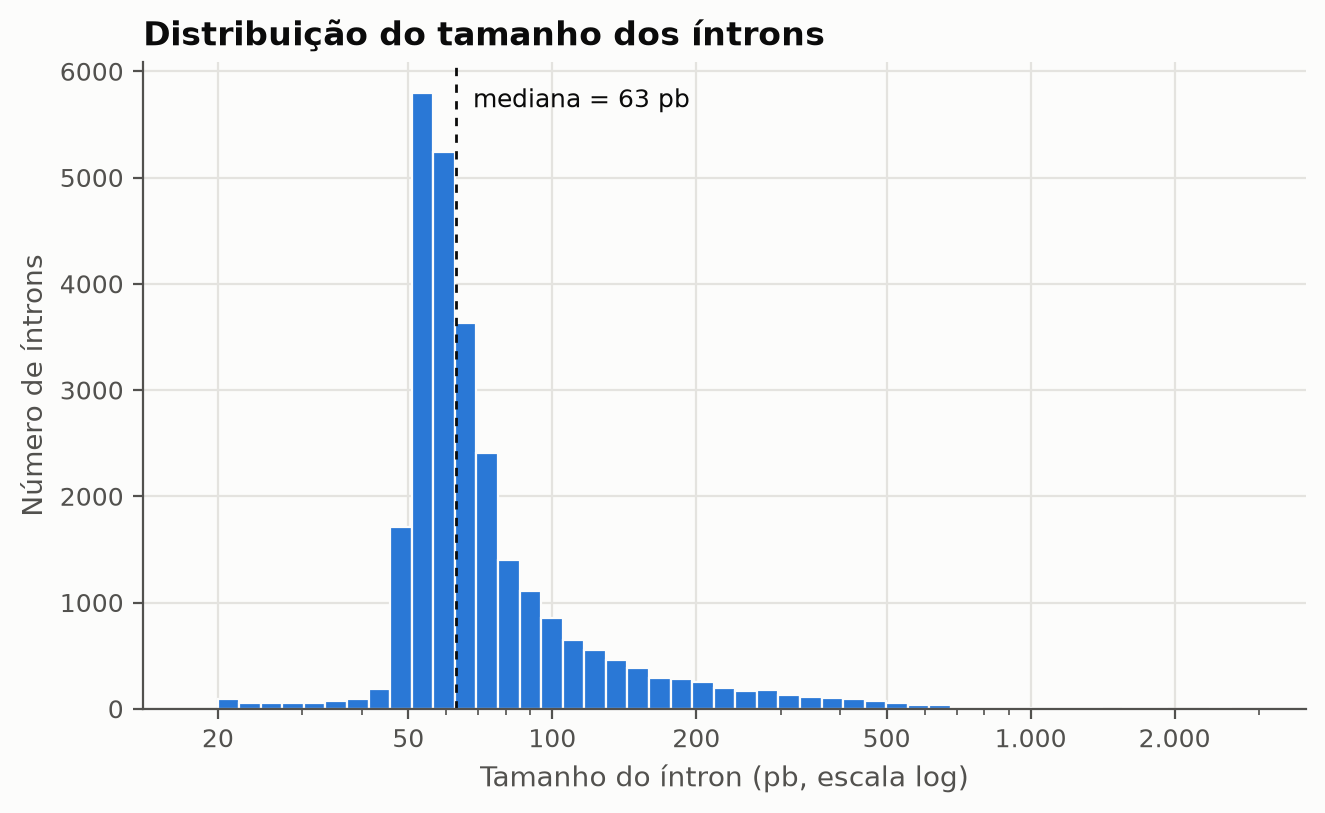 Distribuição do tamanho dos íntrons
mediana = 63 pb
Número de íntrons
6000
5000
4000
3000
2000
1000
0
20 50 100 200 500 1.000 2.000
Tamanho do íntron (pb, escala log)